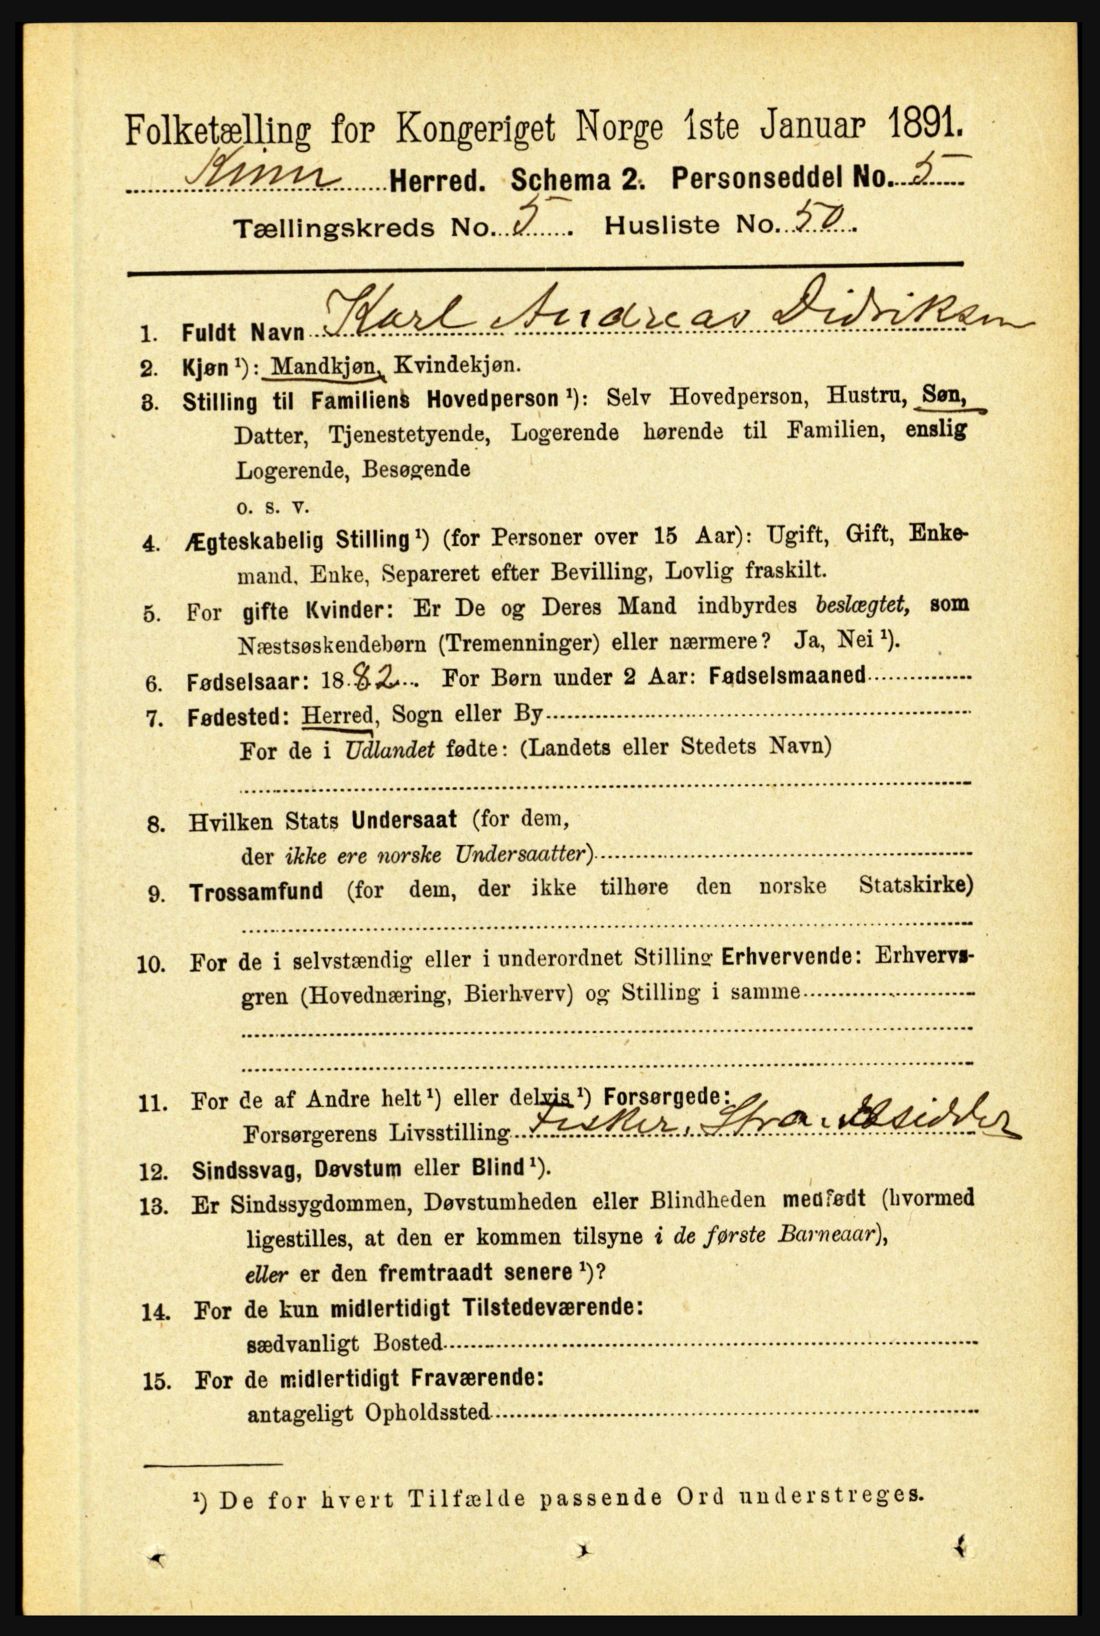 Folketælling for Kongeriget Norge 1ste Januar 1891.
Kinn Herred. Schema 2. Personseddel No. 5
Tællingskreds No. 5. Husliste No. 50.
1. Fuldt Navn Karl Andreas Didriksen
2. Kjøn ¹): Mandkjøn, Kvindekjøn.
3. Stilling til Familiens Hovedperson ¹): Selv Hovedperson, Hustru, Søn,
Datter, Tjenestetyende, Logerende hørende til Familien, enslig
Logerende, Besøgende
o. s. v.
4. Ægteskabelig Stilling ¹) (for Personer over 15 Aar): Ugift, Gift, Enke-
mand, Enke, Separeret efter Bevilling, Lovlig fraskilt.
5. For gifte Kvinder: Er De og Deres Mand indbyrdes beslægtet, som
Næstsøskendebørn (Tremenninger) eller nærmere? Ja, Nei ¹).
6. Fødselsaar: 1882. For Børn under 2 Aar: Fødselsmaaned
7. Fødested: Herred, Sogn eller By
For de i Udlandet fødte: (Landets eller Stedets Navn)
8. Hvilken Stats Undersaat (for dem,
der ikke ere norske Undersaatter)
9. Trossamfund (for dem, der ikke tilhøre den norske Statskirke)
10. For de i selvstændig eller i underordnet Stilling Erhvervende: Erhvervs-
gren (Hovednæring, Bierhverv) og Stilling i samme
11. For de af Andre helt ¹) eller delvis ¹) Forsørgede:
Forsørgerens Livsstilling Fisker, Strandsidder
12. Sindssvag, Døvstum eller Blind ¹).
13. Er Sindssygdommen, Døvstumheden eller Blindheden medfødt (hvormed
ligestilles, at den er kommen tilsyne i de første Barneaar),
eller er den fremtraadt senere ¹)?
14. For de kun midlertidigt Tilstedeværende:
sædvanligt Bosted
15. For de midlertidigt Fraværende:
antageligt Opholdssted
¹) De for hvert Tilfælde passende Ord understreges.